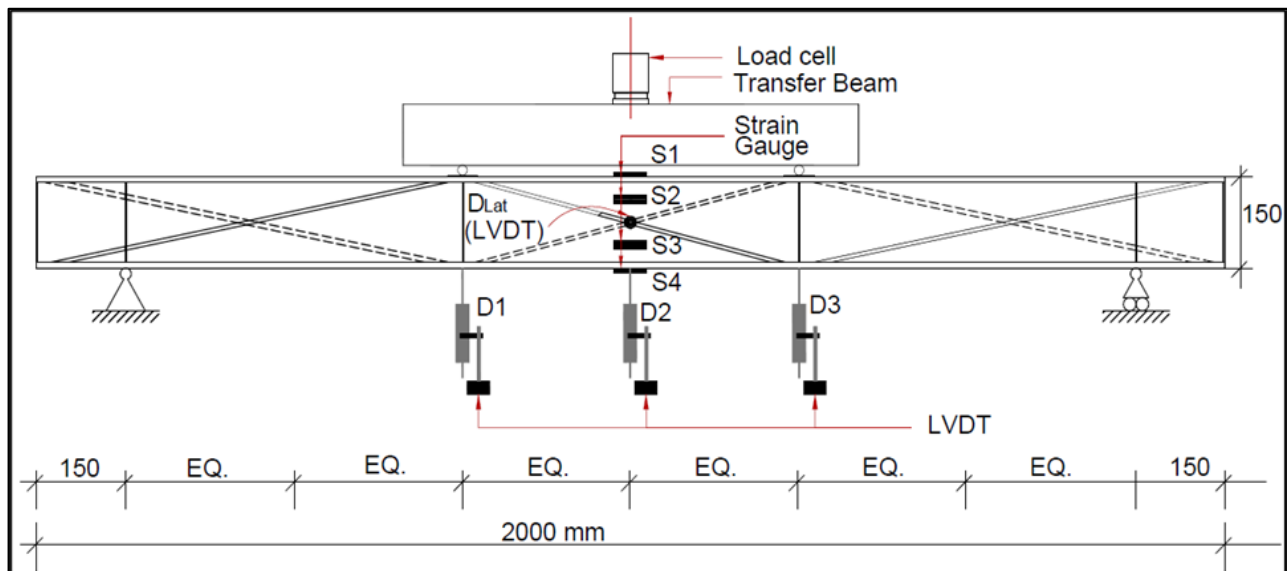 Load cell
Transfer Beam
Strain
Gauge
S1
S2
DLat
(LVDT)
S3
S4
150
D1
D2
D3
LVDT
150
EQ.
EQ.
EQ.
EQ.
EQ.
EQ.
150
2000 mm